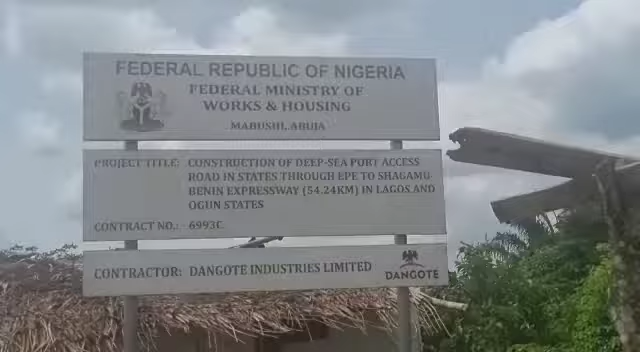 FEDERAL REPUBLIC OF NIGERIA
FEDERAL MINISTRY OF
WORKS & HOUSING
MABUSHI, ABUJA
PROJECT TITLE: CONSTRUCTION OF DEEP-SEA PORT ACCESS
ROAD IN STATES THROUGH EPE TO SHAGAMU-
BENIN EXPRESSWAY (54.24KM) IN LAGOS AND
OGUN STATES
CONTRACT NO.: 6993C
CONTRACTOR: DANGOTE INDUSTRIES LIMITED
DANGOTE